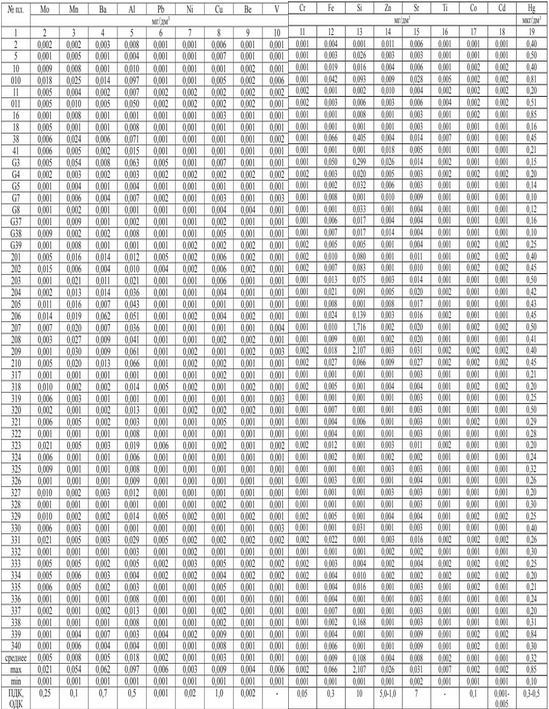 № пл. Mo Mn Ba Al Pb Ni Cu Be V Cr Fe Si Zn Sr Ti Co Cd Hg
мг/дм³ мг/дм³ мкг/дм³
1 2 3 4 5 6 7 8 9 10 11 12 13 14 15 16 17 18 19
2 0,002 0,002 0,003 0,008 0,001 0,001 0,006 0,001 0,001 0,001 0,004 0,001 0,011 0,006 0,001 0,001 0,001 0,40
5 0,001 0,005 0,001 0,004 0,001 0,001 0,007 0,001 0,001 0,001 0,003 0,026 0,003 0,003 0,001 0,001 0,001 0,50
10 0,009 0,008 0,001 0,010 0,001 0,001 0,001 0,001 0,002 0,001 0,019 0,016 0,004 0,006 0,001 0,002 0,002 0,40
010 0,018 0,025 0,014 0,097 0,001 0,001 0,005 0,002 0,006 0,001 0,042 0,093 0,009 0,028 0,005 0,002 0,002 0,81
11 0,005 0,004 0,002 0,007 0,002 0,002 0,002 0,002 0,001 0,002 0,001 0,002 0,010 0,004 0,002 0,002 0,002 0,20
011 0,005 0,010 0,005 0,050 0,002 0,002 0,002 0,002 0,001 0,002 0,003 0,006 0,003 0,006 0,004 0,002 0,002 0,51
16 0,001 0,008 0,001 0,001 0,001 0,001 0,003 0,001 0,001 0,001 0,001 0,008 0,001 0,003 0,001 0,002 0,001 0,85
18 0,005 0,001 0,001 0,008 0,001 0,001 0,001 0,001 0,001 0,001 0,001 0,001 0,001 0,003 0,001 0,001 0,001 0,16
38 0,006 0,024 0,006 0,071 0,001 0,001 0,001 0,001 0,002 0,001 0,066 0,405 0,004 0,014 0,007 0,001 0,001 0,45
41 0,006 0,005 0,002 0,015 0,001 0,001 0,001 0,001 0,001 0,001 0,001 0,001 0,018 0,005 0,001 0,001 0,001 0,21
G3 0,005 0,054 0,008 0,063 0,005 0,001 0,007 0,001 0,001 0,001 0,050 0,299 0,026 0,014 0,002 0,001 0,001 0,15
G4 0,002 0,003 0,002 0,003 0,002 0,002 0,002 0,002 0,002 0,002 0,003 0,020 0,005 0,003 0,002 0,002 0,002 0,20
G5 0,001 0,004 0,001 0,004 0,001 0,001 0,001 0,001 0,001 0,001 0,002 0,032 0,006 0,003 0,001 0,001 0,001 0,14
G7 0,001 0,006 0,004 0,007 0,002 0,001 0,003 0,001 0,003 0,001 0,008 0,001 0,010 0,009 0,001 0,001 0,001 0,10
G8 0,001 0,002 0,001 0,001 0,001 0,001 0,004 0,004 0,001 0,001 0,001 0,033 0,001 0,004 0,001 0,001 0,001 0,12
G37 0,001 0,009 0,001 0,002 0,001 0,002 0,002 0,001 0,001 0,001 0,006 0,017 0,004 0,004 0,001 0,001 0,001 0,16
G38 0,009 0,002 0,002 0,008 0,001 0,001 0,005 0,001 0,001 0,001 0,007 0,017 0,014 0,004 0,001 0,001 0,001 0,10
G39 0,001 0,008 0,001 0,001 0,001 0,002 0,002 0,002 0,001 0,002 0,005 0,005 0,001 0,004 0,001 0,002 0,002 0,25
201 0,005 0,016 0,014 0,012 0,005 0,002 0,006 0,002 0,001 0,002 0,010 0,080 0,001 0,011 0,001 0,002 0,002 0,40
202 0,015 0,006 0,004 0,010 0,004 0,002 0,006 0,002 0,001 0,002 0,007 0,083 0,001 0,010 0,001 0,002 0,002 0,45
203 0,001 0,021 0,011 0,021 0,001 0,001 0,006 0,001 0,001 0,001 0,013 0,075 0,003 0,014 0,001 0,001 0,001 0,50
204 0,002 0,013 0,014 0,036 0,001 0,001 0,004 0,001 0,001 0,001 0,021 0,091 0,005 0,020 0,002 0,001 0,001 0,42
205 0,011 0,016 0,007 0,043 0,001 0,001 0,001 0,001 0,001 0,001 0,008 0,001 0,008 0,017 0,001 0,001 0,001 0,43
206 0,014 0,019 0,062 0,051 0,001 0,002 0,002 0,002 0,001 0,001 0,024 0,139 0,003 0,016 0,002 0,001 0,001 0,45
207 0,007 0,020 0,007 0,036 0,001 0,001 0,001 0,001 0,004 0,001 0,010 1,716 0,002 0,020 0,001 0,002 0,002 0,50
208 0,003 0,027 0,009 0,041 0,001 0,002 0,002 0,002 0,001 0,001 0,009 0,001 0,002 0,020 0,001 0,002 0,002 0,41
209 0,001 0,030 0,009 0,061 0,001 0,002 0,001 0,002 0,003 0,002 0,018 2,107 0,003 0,031 0,002 0,002 0,002 0,40
210 0,005 0,020 0,013 0,066 0,001 0,002 0,002 0,002 0,001 0,002 0,027 0,066 0,009 0,027 0,002 0,002 0,002 0,45
317 0,001 0,001 0,001 0,001 0,001 0,001 0,002 0,001 0,001 0,001 0,001 0,001 0,001 0,003 0,001 0,001 0,001 0,21
318 0,010 0,002 0,002 0,014 0,005 0,002 0,001 0,002 0,001 0,002 0,005 0,001 0,004 0,004 0,001 0,002 0,002 0,20
319 0,006 0,003 0,001 0,001 0,001 0,001 0,001 0,001 0,003 0,001 0,001 0,001 0,001 0,003 0,001 0,001 0,001 0,25
320 0,002 0,001 0,002 0,013 0,001 0,002 0,002 0,002 0,001 0,001 0,007 0,001 0,001 0,003 0,001 0,001 0,001 0,50
321 0,006 0,005 0,002 0,003 0,001 0,001 0,005 0,001 0,001 0,001 0,004 0,006 0,001 0,003 0,001 0,001 0,001 0,29
322 0,001 0,001 0,001 0,008 0,001 0,001 0,001 0,001 0,001 0,001 0,004 0,001 0,001 0,003 0,001 0,001 0,001 0,28
323 0,021 0,005 0,003 0,019 0,006 0,001 0,002 0,001 0,002 0,002 0,012 0,001 0,003 0,011 0,002 0,001 0,001 0,20
324 0,006 0,001 0,001 0,006 0,001 0,001 0,001 0,001 0,001 0,001 0,002 0,001 0,002 0,002 0,001 0,001 0,001 0,24
325 0,009 0,001 0,001 0,008 0,001 0,001 0,002 0,001 0,001 0,001 0,001 0,001 0,003 0,003 0,001 0,001 0,001 0,32
326 0,001 0,001 0,001 0,009 0,001 0,001 0,001 0,001 0,001 0,001 0,003 0,001 0,001 0,004 0,001 0,001 0,001 0,26
327 0,010 0,002 0,003 0,012 0,001 0,001 0,001 0,001 0,001 0,001 0,001 0,001 0,003 0,003 0,001 0,001 0,001 0,20
328 0,001 0,001 0,001 0,001 0,001 0,001 0,002 0,001 0,001 0,001 0,001 0,001 0,001 0,001 0,001 0,001 0,001 0,30
329 0,010 0,002 0,002 0,014 0,005 0,002 0,001 0,002 0,001 0,002 0,005 0,001 0,004 0,004 0,001 0,002 0,002 0,25
330 0,006 0,003 0,001 0,001 0,001 0,001 0,001 0,001 0,003 0,001 0,001 0,031 0,001 0,003 0,001 0,001 0,001 0,40
331 0,021 0,005 0,003 0,029 0,005 0,002 0,002 0,002 0,001 0,002 0,022 0,001 0,003 0,016 0,002 0,002 0,002 0,26
332 0,001 0,001 0,003 0,001 0,001 0,001 0,001 0,001 0,001 0,001 0,001 0,001 0,002 0,002 0,001 0,001 0,001 0,30
333 0,005 0,005 0,002 0,005 0,002 0,003 0,005 0,002 0,002 0,002 0,004 0,002 0,003 0,003 0,002 0,002 0,002 0,25
334 0,005 0,006 0,003 0,004 0,002 0,002 0,004 0,002 0,002 0,002 0,004 0,010 0,002 0,002 0,002 0,002 0,002 0,20
335 0,006 0,005 0,002 0,003 0,001 0,001 0,005 0,001 0,001 0,001 0,004 0,016 0,001 0,003 0,001 0,001 0,001 0,21
336 0,001 0,001 0,001 0,008 0,001 0,001 0,001 0,001 0,001 0,001 0,004 0,001 0,001 0,003 0,001 0,001 0,001 0,24
337 0,002 0,001 0,002 0,013 0,001 0,001 0,002 0,001 0,001 0,001 0,007 0,001 0,001 0,003 0,001 0,001 0,001 0,20
338 0,001 0,001 0,001 0,008 0,001 0,002 0,002 0,001 0,001 0,001 0,002 0,168 0,001 0,003 0,001 0,001 0,001 0,31
339 0,001 0,004 0,007 0,003 0,004 0,002 0,009 0,001 0,001 0,001 0,004 0,001 0,001 0,009 0,001 0,002 0,002 0,84
340 0,001 0,006 0,004 0,004 0,001 0,001 0,008 0,001 0,001 0,001 0,006 0,001 0,001 0,009 0,001 0,001 0,001 0,30
среднее 0,005 0,008 0,005 0,018 0,002 0,001 0,003 0,001 0,001 0,001 0,009 0,108 0,004 0,008 0,002 0,001 0,001 0,32
max 0,021 0,054 0,062 0,097 0,006 0,003 0,009 0,004 0,006 0,002 0,066 2,107 0,026 0,031 0,007 0,002 0,002 0,85
min 0,001 0,001 0,001 0,001 0,001 0,001 0,001 0,001 0,001 0,001 0,001 0,001 0,001 0,002 0,001 0,001 0,001 0,10
ПДК, 0,25 0,1 0,7 0,5 0,001 0,02 1,0 0,002 - 0,05 0,3 10 5,0-1,0 7 - 0,1 0,001- 0,3-0,5
ОДК 0,005